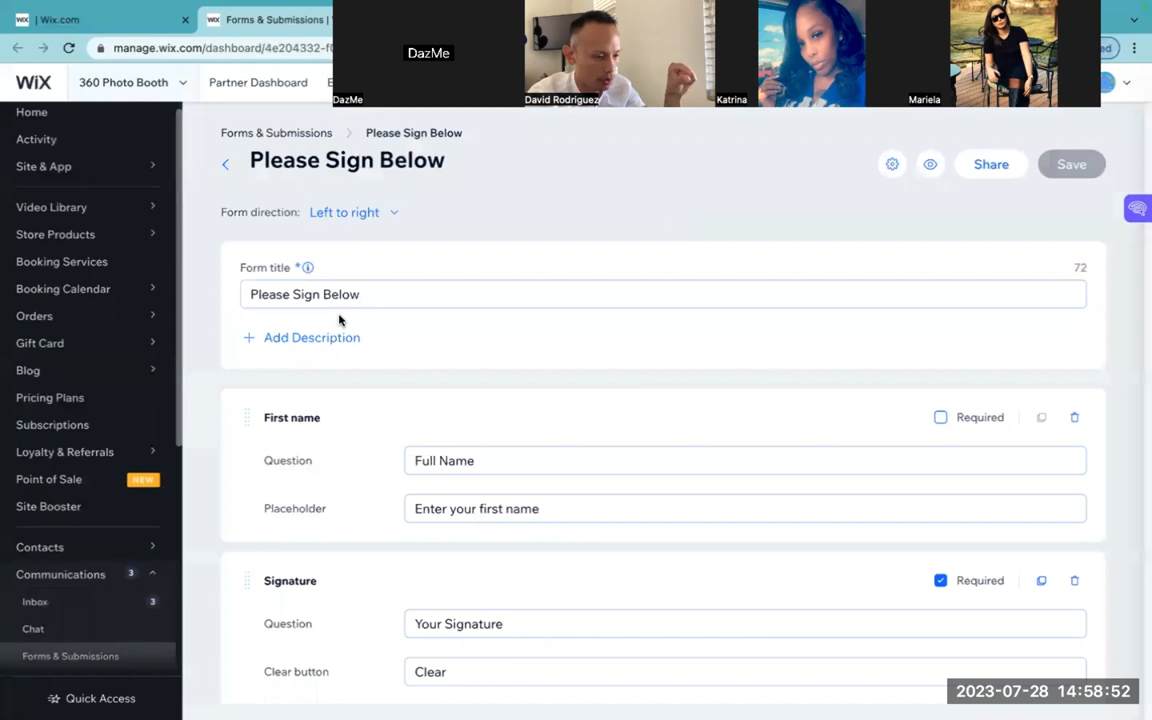 WIX | Wix.com
WIX Forms & Submissions |
manage.wix.com/dashboard/4e204332-f0
DazMe
DazMe
David Rodriguez
Katrina
Mariela
WIX
360 Photo Booth
Partner Dashboard
Home
Activity
Site & App
Video Library
Store Products
Booking Services
Booking Calendar
Orders
Gift Card
Blog
Pricing Plans
Subscriptions
Loyalty & Referrals
Point of Sale NEW
Site Booster
Contacts
Communications 3
Inbox 3
Chat
Forms & Submissions
Quick Access
Forms & Submissions > Please Sign Below
Please Sign Below
Share
Save
Form direction: Left to right
Form title * 72
Please Sign Below
+ Add Description
First name Required
Question Full Name
Placeholder Enter your first name
Signature Required
Question Your Signature
Clear button Clear
2023-07-28 14:58:52